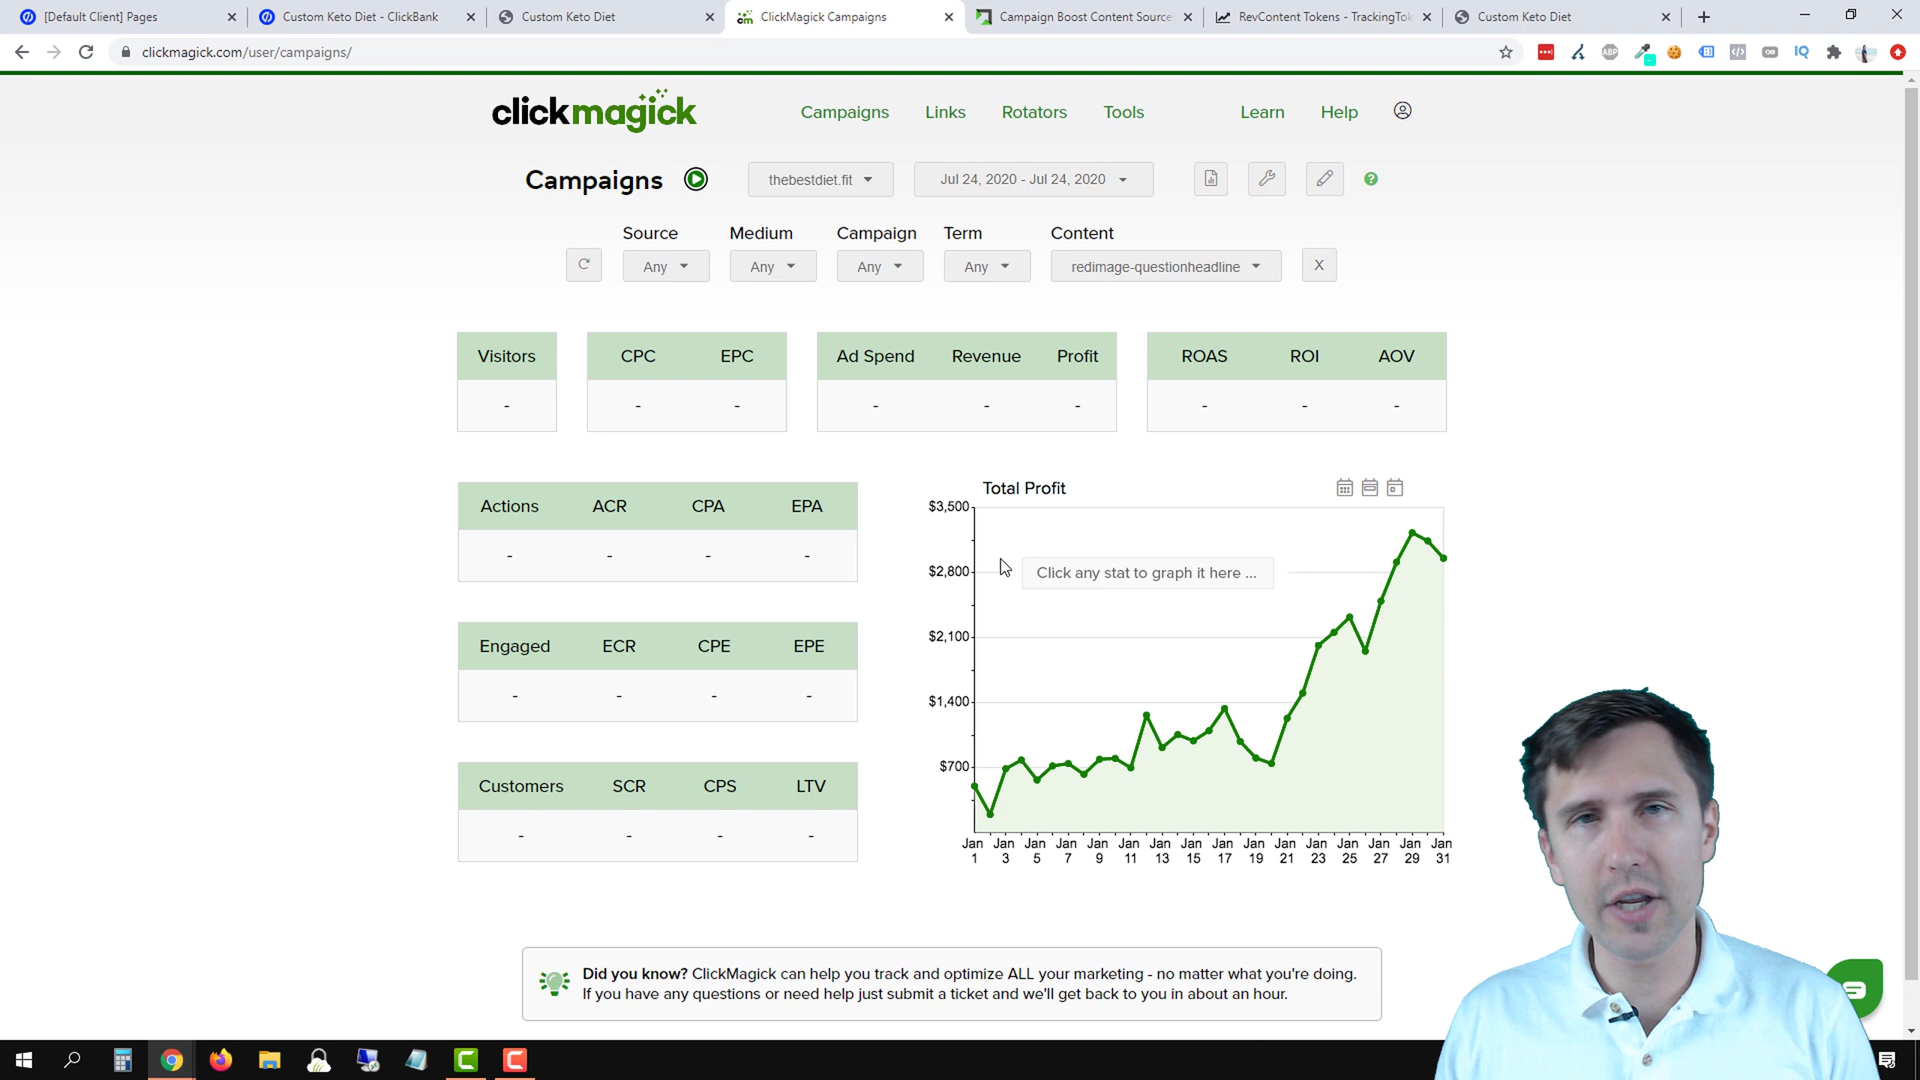 [Default Client] Pages
Custom Keto Diet - ClickBank
Custom Keto Diet
ClickMagick Campaigns
Campaign Boost Content Source
RevContent Tokens - TrackingTok
Custom Keto Diet
clickmagick.com/user/campaigns/
ABP
IQ
clickmagick
Campaigns
Links
Rotators
Tools
Learn
Help
Campaigns
thebestdiet.fit
Jul 24, 2020 - Jul 24, 2020
?
Source
Medium
Campaign
Term
Content
Any
Any
Any
Any
redimage-questionheadline
X
Visitors
CPC
EPC
Ad Spend
Revenue
Profit
ROAS
ROI
AOV
-
-
-
-
-
-
-
-
-
Actions
ACR
CPA
EPA
-
-
-
-
Engaged
ECR
CPE
EPE
-
-
-
-
Customers
SCR
CPS
LTV
-
-
-
-
Total Profit
$3,500
$2,800
$2,100
$1,400
$700
Click any stat to graph it here ...
Jan Jan Jan Jan Jan Jan Jan Jan Jan Jan Jan Jan Jan Jan Jan Jan
1 3 5 7 9 11 13 15 17 19 21 23 25 27 29 31
Did you know? ClickMagick can help you track and optimize ALL your marketing - no matter what you're doing.
If you have any questions or need help just submit a ticket and we'll get back to you in about an hour.